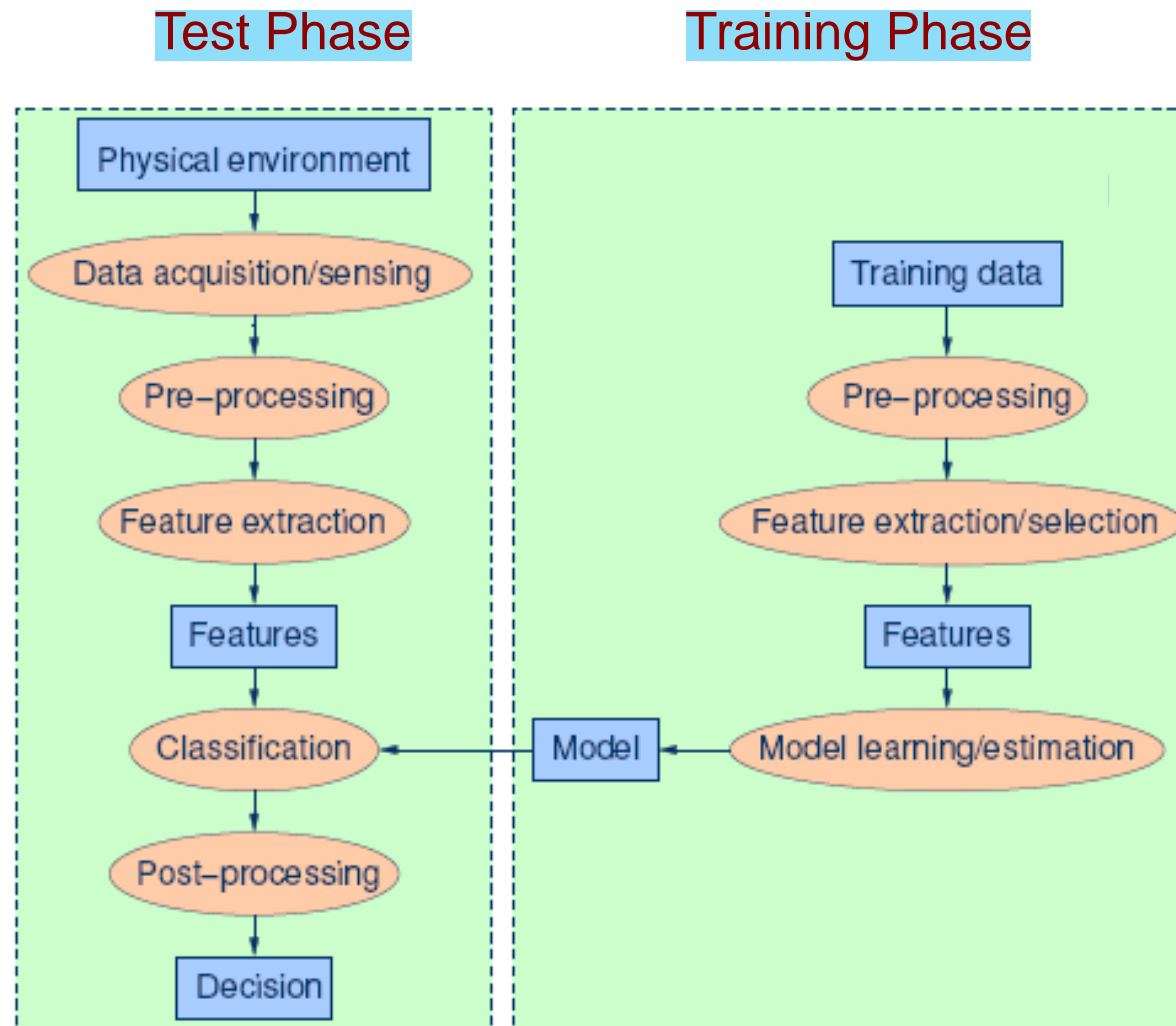 Test Phase
Training Phase
Physical environment
Data acquisition/sensing
Pre–processing
Feature extraction
Features
Classification
Post–processing
Decision
Training data
Pre–processing
Feature extraction/selection
Features
Model learning/estimation
Model